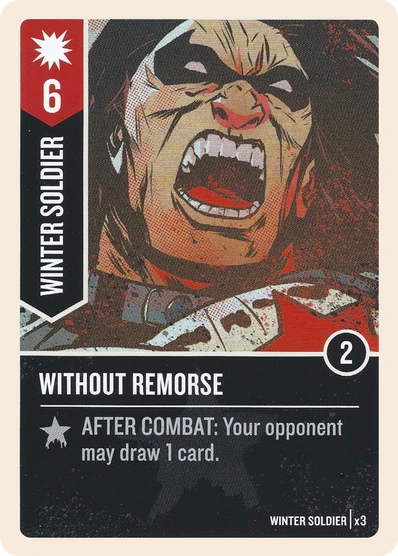 6
WINTER SOLDIER
2
WITHOUT REMORSE
AFTER COMBAT: Your opponent
may draw 1 card.
WINTER SOLDIER | x3